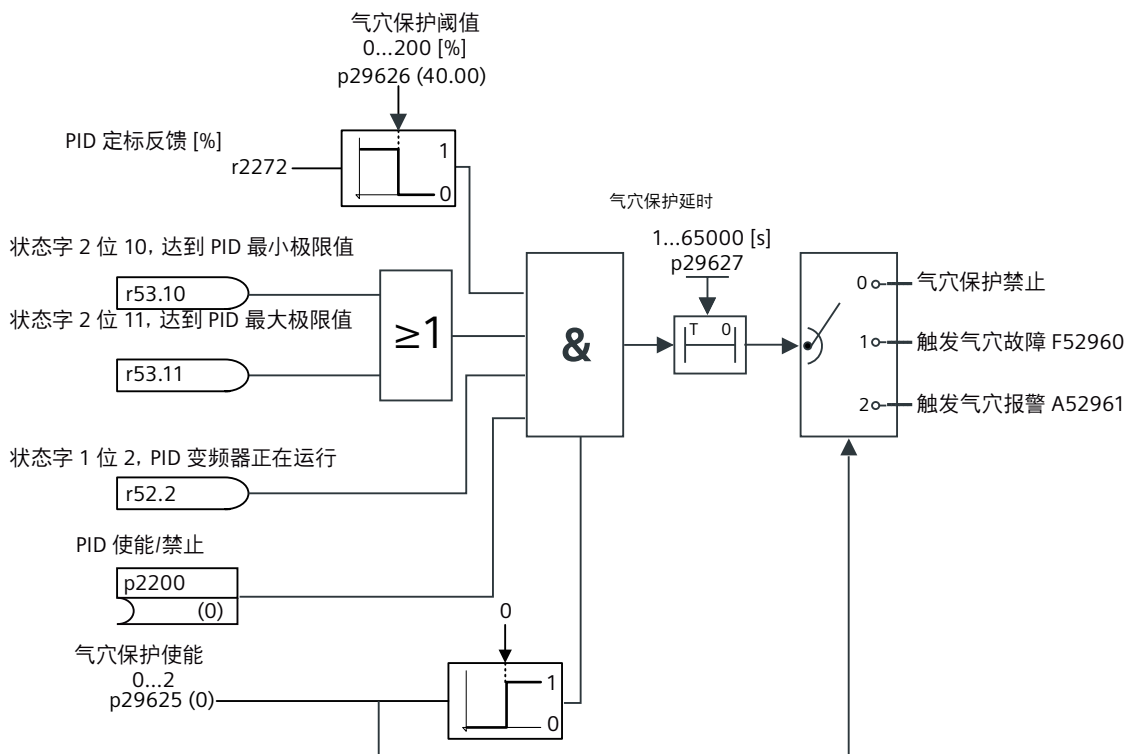 气穴保护阈值
0...200 [%]
p29626 (40.00)
PID 定标反馈 [%]
r2272
1
0
气穴保护延时
1...65000 [s]
p29627
状态字 2 位 10, 达到 PID 最小极限值
r53.10
状态字 2 位 11, 达到 PID 最大极限值
r53.11
≥1
&
T 0
0
气穴保护禁止
1
触发气穴故障 F52960
2
触发气穴报警 A52961
状态字 1 位 2, PID 变频器正在运行
r52.2
PID 使能/禁止
p2200
(0)
0
气穴保护使能
0...2
p29625 (0)
1
0